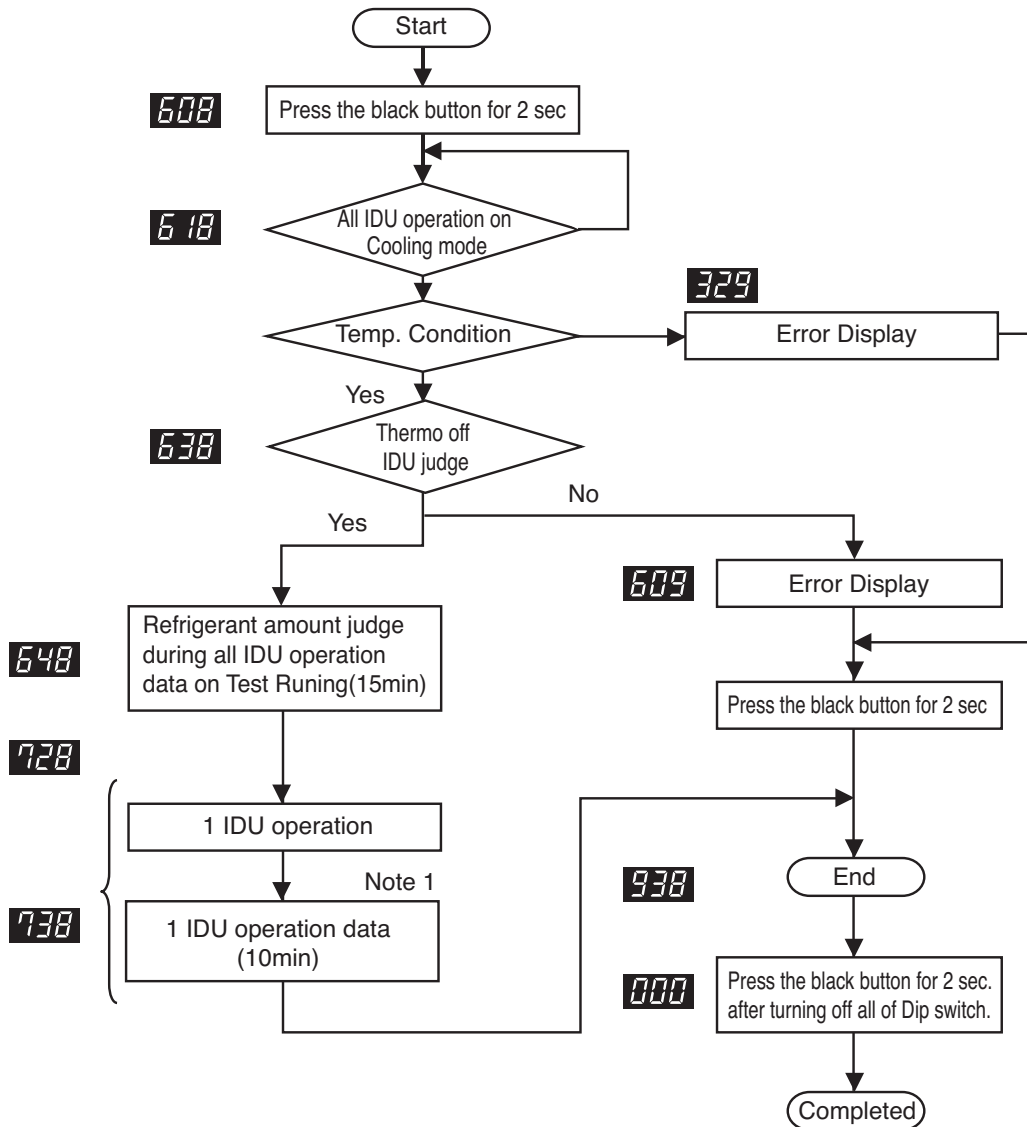 Start
608
Press the black button for 2 sec
618
All IDU operation on
Cooling mode
329
Temp. Condition
Error Display
Yes
638
Thermo off
IDU judge
No
Yes
609
Error Display
648
Refrigerant amount judge
during all IDU operation
data on Test Runing(15min)
Press the black button for 2 sec
728
1 IDU operation
Note 1
938
End
738
1 IDU operation data
(10min)
000
Press the black button for 2 sec.
after turning off all of Dip switch.
Completed